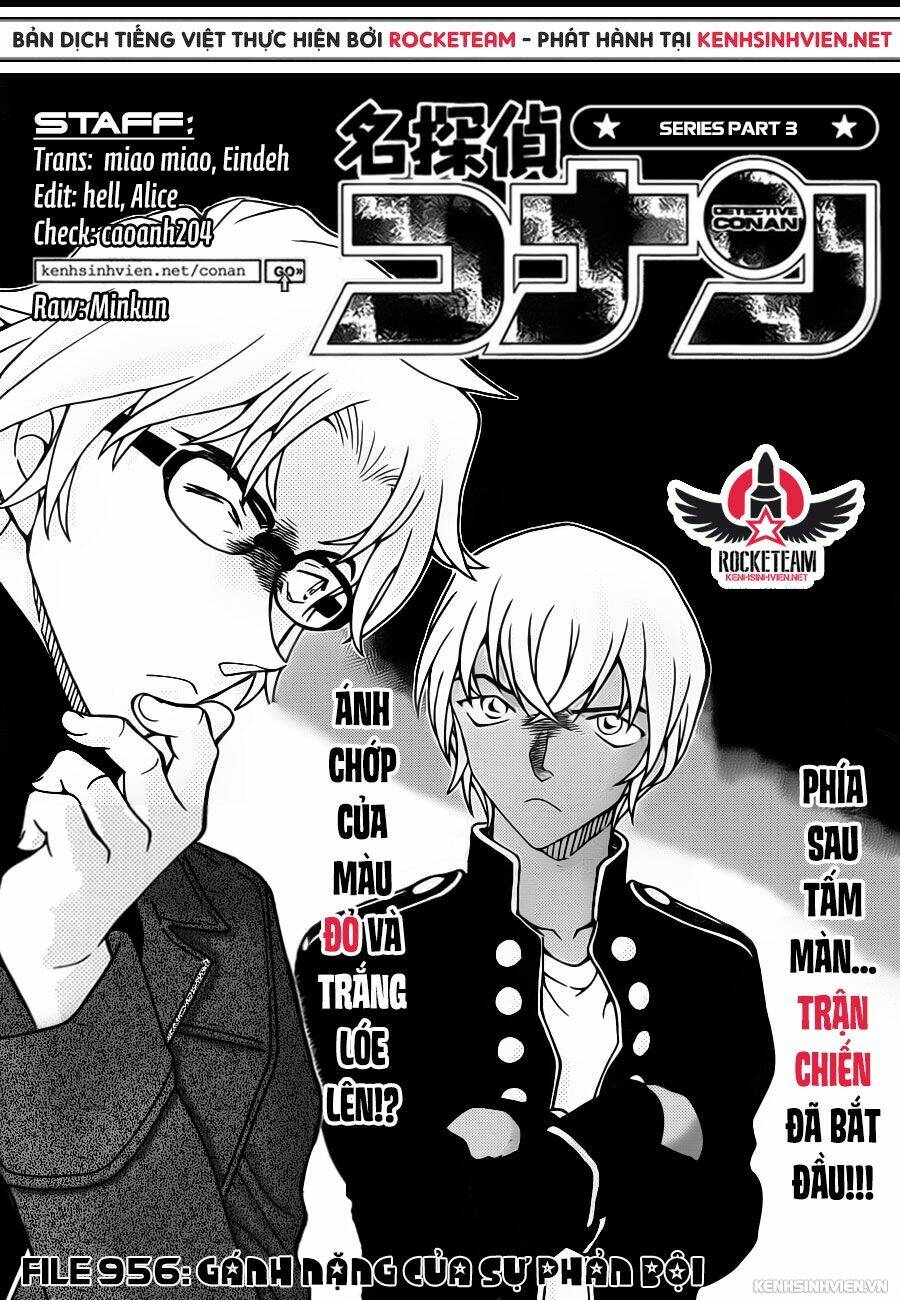 BẢN DỊCH TIẾNG VIỆT THỰC HIỆN BỞI ROCKETEAM - PHÁT HÀNH TẠI KENHSINHVIEN.NET
STAFF:
Trans: miao miao, Eindeh
Edit: hell, Alice
Check: caoanh204
kenhsinhvien.net/conan GO»
Raw: Minkun
名探偵
SERIES PART 3
コナン
DETECTIVE
CONAN
ROCKETEAM
KENHSINHVIEN.NET
PHÍA
SAU
TẤM
MÀN...
TRẬN
CHIẾN
ĐÃ BẮT
ĐẦU!!!
ÁNH
CHỚP
CỦA
MÀU
ĐỎ VÀ
TRẮNG
LÓE
LÊN!?
FILE 956: GÁNH NẶNG CỦA SỰ PHẢN BỘI
KENHSINHVIEN.VN